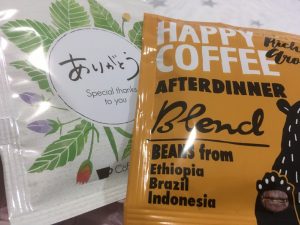 ありがとう
Special thanks
to you
HAPPY
COFFEE
AFTERDINNER
Blend
BEANS from
Ethiopia
Brazil
Indonesia